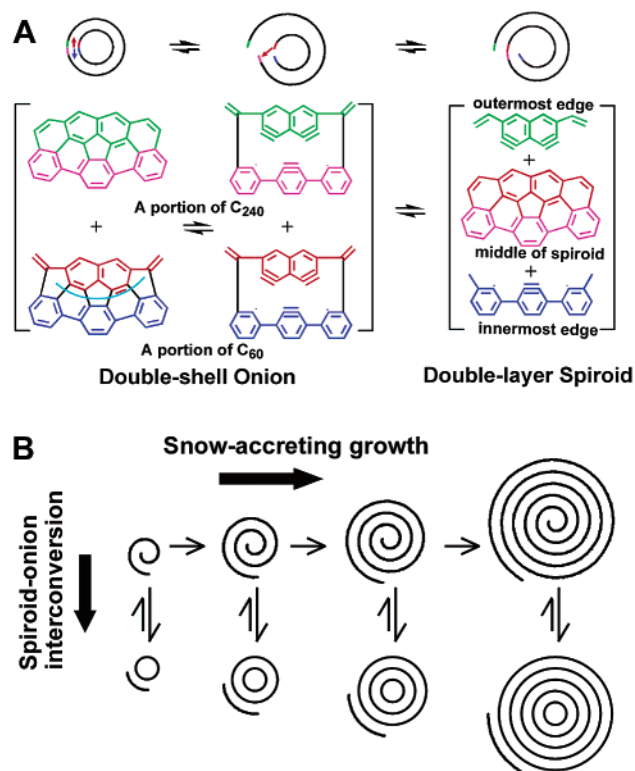 A
outermost edge
+
A portion of C240
+
+
middle of spiroid
+
innermost edge
A portion of C60
Double-shell Onion
Double-layer Spiroid
B
Snow-accreting growth
Spiroid-onion
interconversion